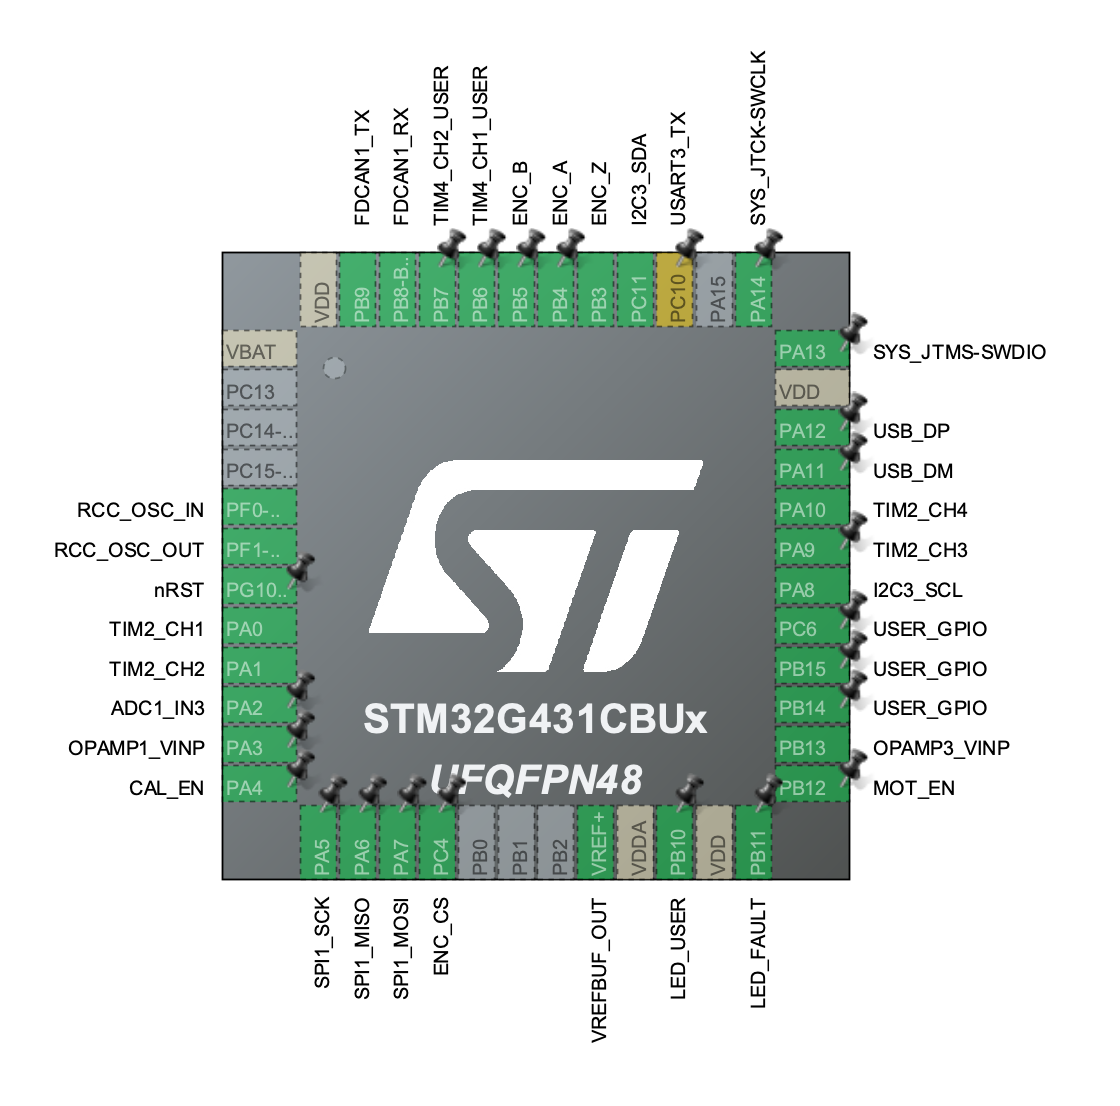 FDCAN1_TX
FDCAN1_RX
TIM4_CH2_USER
TIM4_CH1_USER
ENC_B
ENC_A
ENC_Z
I2C3_SDA
USART3_TX
SYS_JTCK-SWCLK
VDD
PB9
PB8-B..
PB7
PB6
PB5
PB4
PB3
PC11
PC10
PA15
PA14
VBAT
PC13
PC14-..
PC15-..
RCC_OSC_IN PF0-..
RCC_OSC_OUT PF1-..
nRST PG10..
TIM2_CH1 PA0
TIM2_CH2 PA1
ADC1_IN3 PA2
OPAMP1_VINP PA3
CAL_EN PA4
PA13 SYS_JTMS-SWDIO
VDD
PA12 USB_DP
PA11 USB_DM
PA10 TIM2_CH4
PA9 TIM2_CH3
PA8 I2C3_SCL
PC6 USER_GPIO
PB15 USER_GPIO
PB14 USER_GPIO
PB13 OPAMP3_VINP
PB12 MOT_EN
ST
STM32G431CBUx
UFQFPN48
PA5
PA6
PA7
PC4
PB0
PB1
PB2
VREF+
VDDA
PB10
VDD
PB11
SPI1_SCK
SPI1_MISO
SPI1_MOSI
ENC_CS
VREFBUF_OUT
LED_USER
LED_FAULT